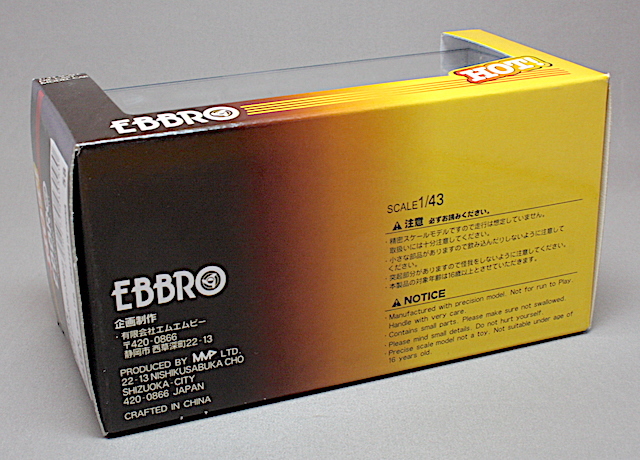 EBBRO
HOT!
SCALE1/43
注意 必ずお読みください。
・精密スケールモデルですので走行は想定していません。
取扱いには十分注意してください。
・小さな部品がありますので飲み込んだりしないように注意して
ください。
・突起部分がありますので怪我をしないように注意してください。
・本製品の対象年齢は16歳以上とさせていただきます。
NOTICE
・Manufactured with precision model. Not for run to Play.
Handle with very care.
・Contains small parts. Please make sure not swallowed.
・Please mind small details. Do not hurt yourself.
・Precise scale model not a toy. Not suitable under age of
16 years old.
EBBRO
企画制作
・有限会社エムエムピー
〒420-0866
静岡市 西草深町22-13
PRODUCED BY MMP LTD.
22-13 NISHIKUSABUKA CHO
SHIZUOKA-CITY
420-0866 JAPAN
CRAFTED IN CHINA